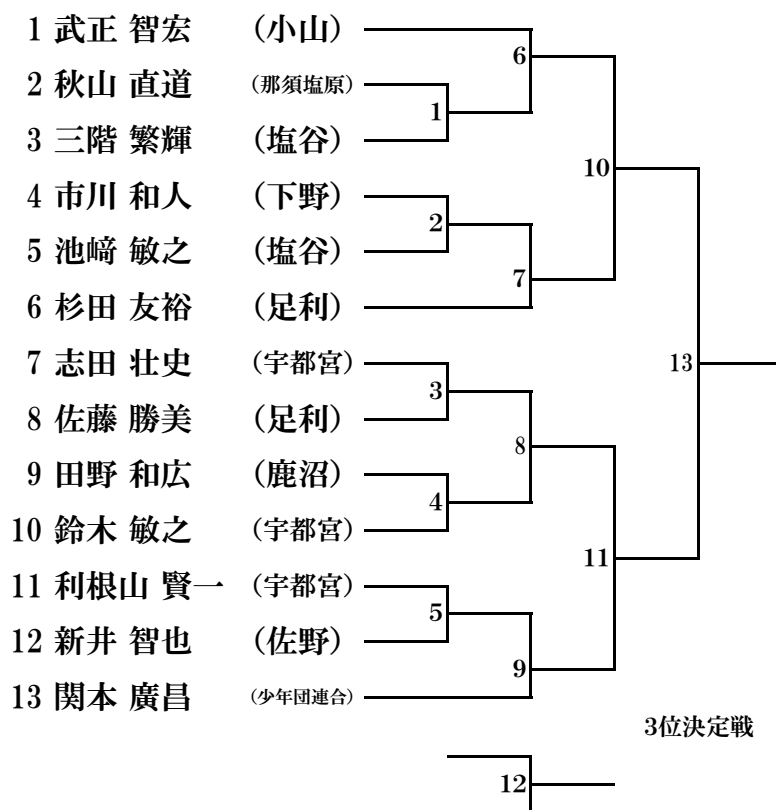 1 武正 智宏 （小山）
6
2 秋山 直道 （那須塩原）
1
3 三階 繁輝 （塩谷）
10
4 市川 和人 （下野）
2
5 池﨑 敏之 （塩谷）
7
6 杉田 友裕 （足利）
7 志田 壮史 （宇都宮）
13
3
8 佐藤 勝美 （足利）
8
9 田野 和広 （鹿沼）
4
10 鈴木 敏之 （宇都宮）
11
11 利根山 賢一 （宇都宮）
5
12 新井 智也 （佐野）
9
13 関本 廣昌 （少年団連合）
3位決定戦
12